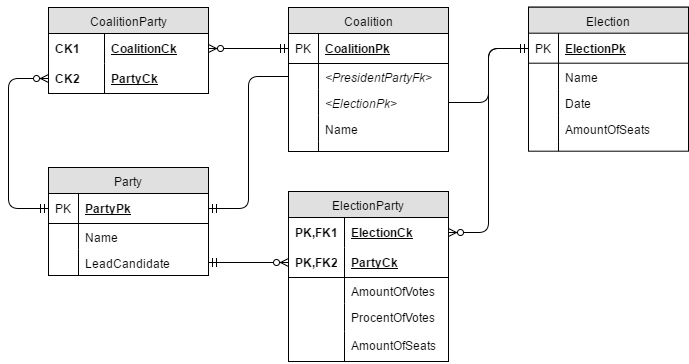 CoalitionParty
CK1 CoalitionCk
CK2 PartyCk
Coalition
PK CoalitionPk
<PresidentPartyFk>
<ElectionPk>
Name
Election
PK ElectionPk
Name
Date
AmountOfSeats
Party
PK PartyPk
Name
LeadCandidate
ElectionParty
PK,FK1 ElectionCk
PK,FK2 PartyCk
AmountOfVotes
ProcentOfVotes
AmountOfSeats